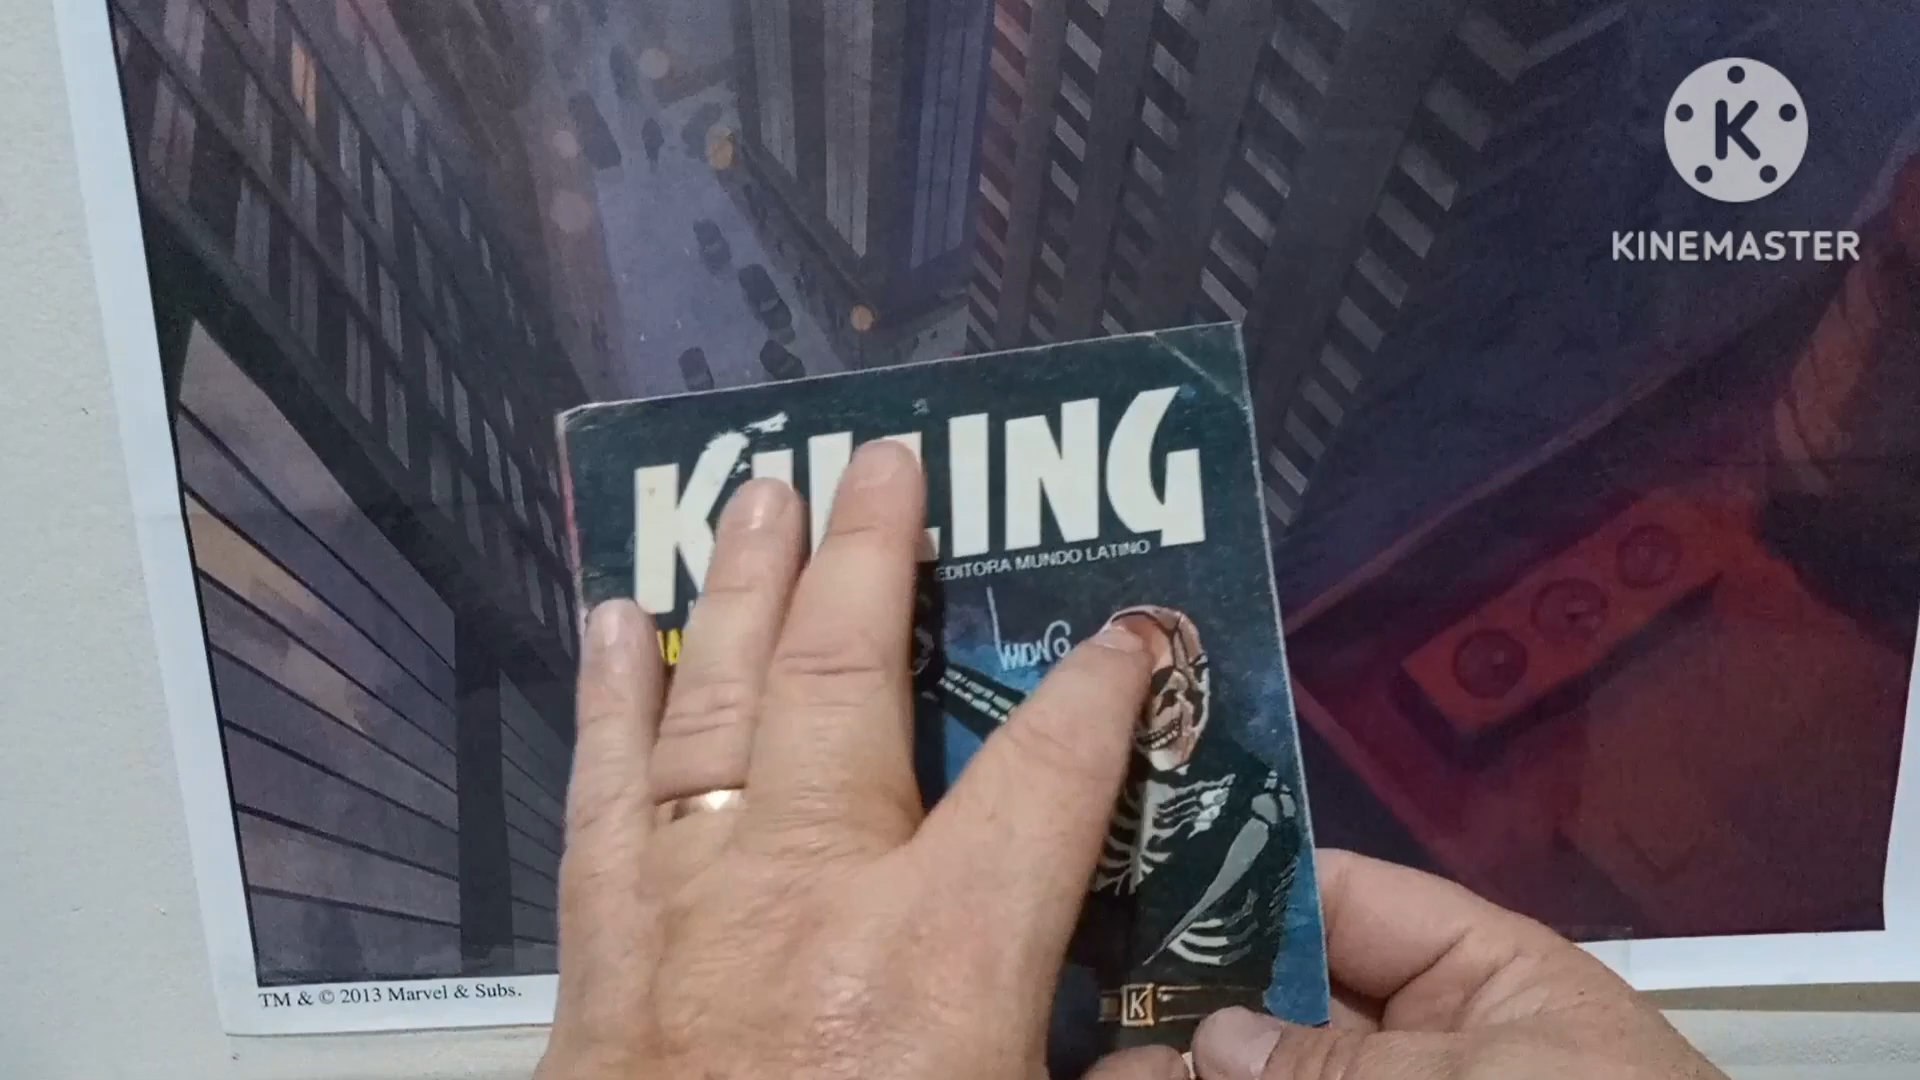 K
KINEMASTER
KILLING
EDITORA MUNDO LATINO
K
TM & © 2013 Marvel & Subs.